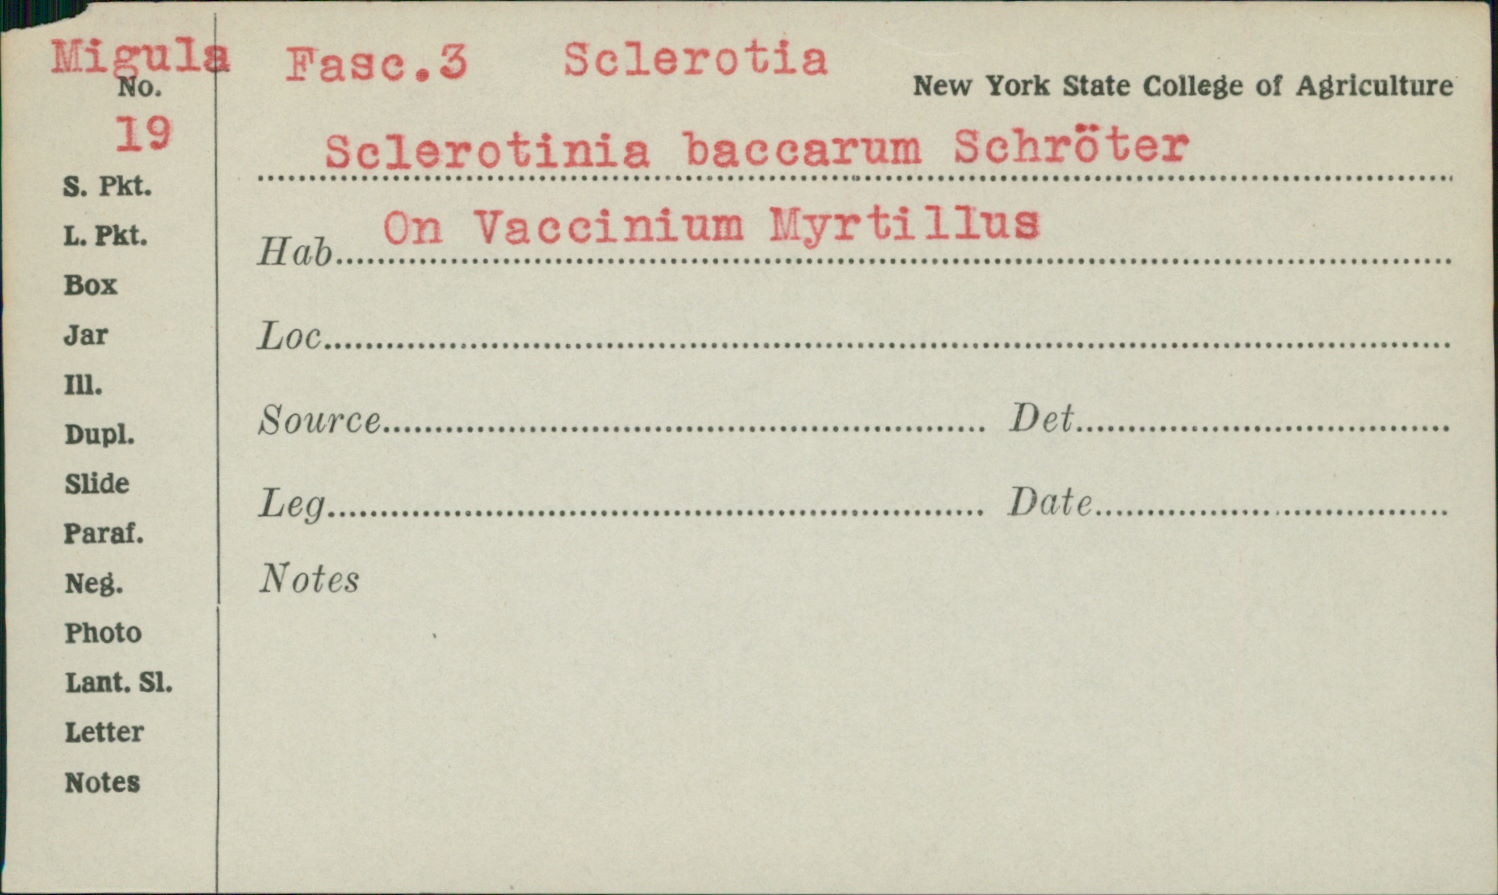 Migula Fasc.3 Sclerotia
No. New York State College of Agriculture
19
Sclerotinia baccarum Schröter
S. Pkt.
On Vaccinium Myrtillus
L. Pkt.
Hab.
Box
Jar
Loc.
Ill.
Dupl.
Source Det.
Slide
Leg. Date
Paraf.
Neg.
Notes
Photo
Lant. Sl.
Letter
Notes